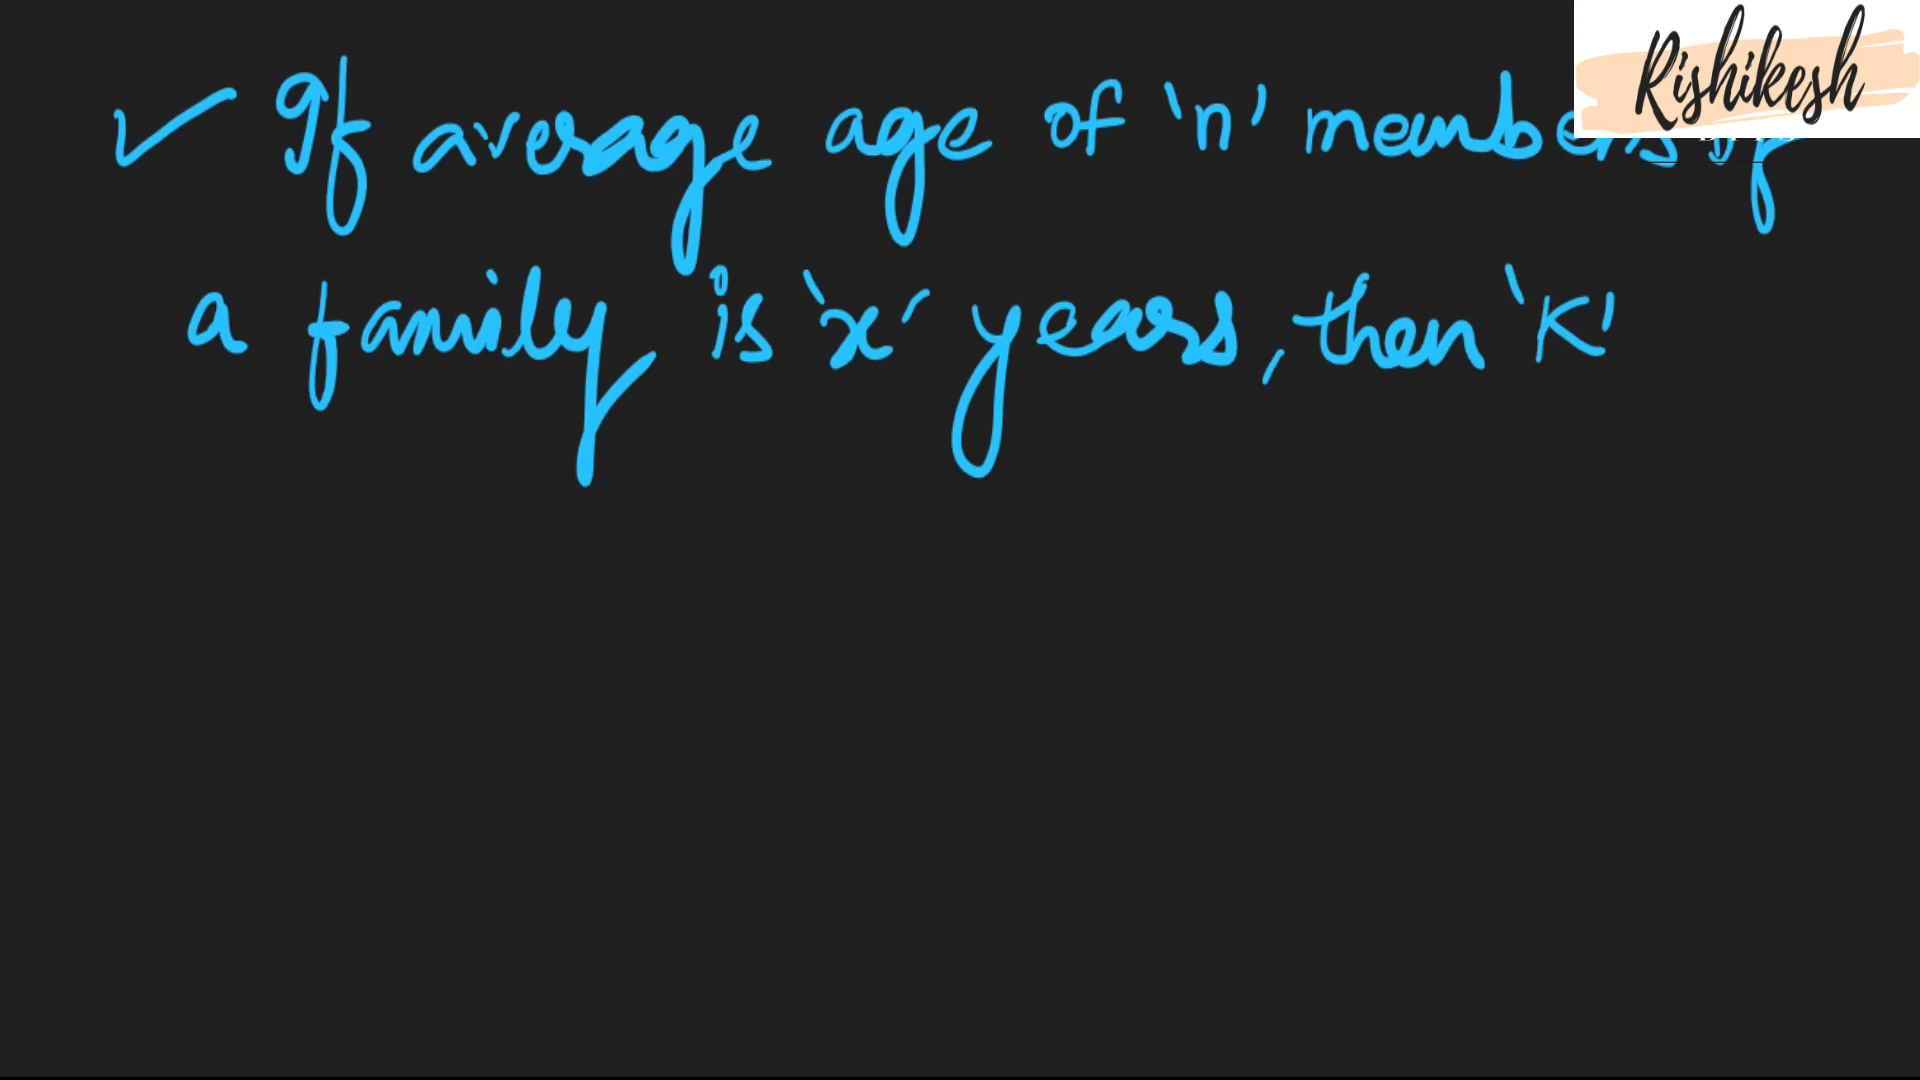 Rishikesh
✓ If average age of 'n' members of
a family is 'x' years, then 'K'